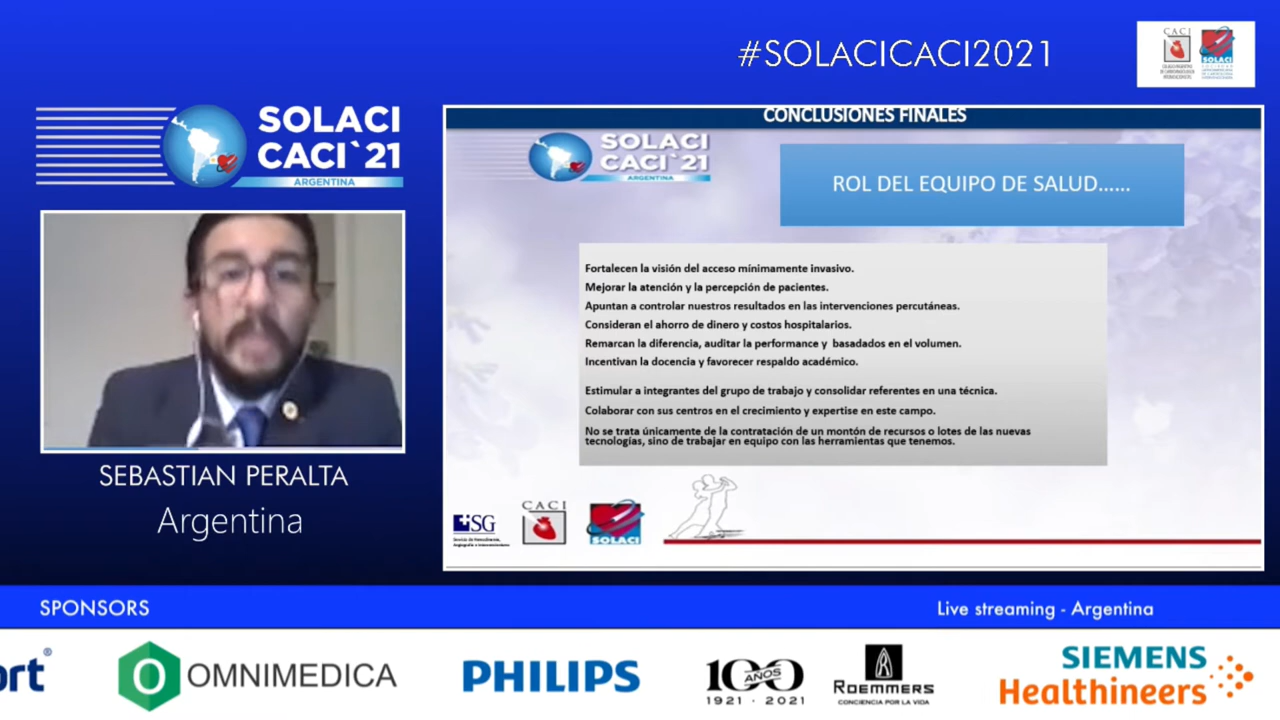 #SOLACICACI2021
CACI
SOLACI
SOLACI
CACI`21
ARGENTINA
CONCLUSIONES FINALES
SOLACI
CACI`21
ARGENTINA
ROL DEL EQUIPO DE SALUD......
Fortalecen la visión del acceso mínimamente invasivo.
Mejorar la atención y la percepción de pacientes.
Apuntan a controlar nuestros resultados en las intervenciones percutáneas.
Consideran el ahorro de dinero y costos hospitalarios.
Remarcan la diferencia, auditar la performance y basadados en el volumen.
Incentivan la docencia y favorecer respaldo académico.
Estimular a integrantes del grupo de trabajo y consolidar referentes en una técnica.
Colaborar con sus centros en el crecimiento y expertise en este campo.
No se trata únicamente de la contratación de un montón de recursos o lotes de las nuevas
tecnologías, sino de trabajar en equipo con las herramientas que tenemos.
SEBASTIAN PERALTA
Argentina
SG
CACI
SOLACI
SPONSORS
Live streaming - Argentina
ort®
OMNIMEDICA
PHILIPS
100
AÑOS
1921 - 2021
ROEMMERS
CONCIENCIA POR LA VIDA
SIEMENS
Healthineers